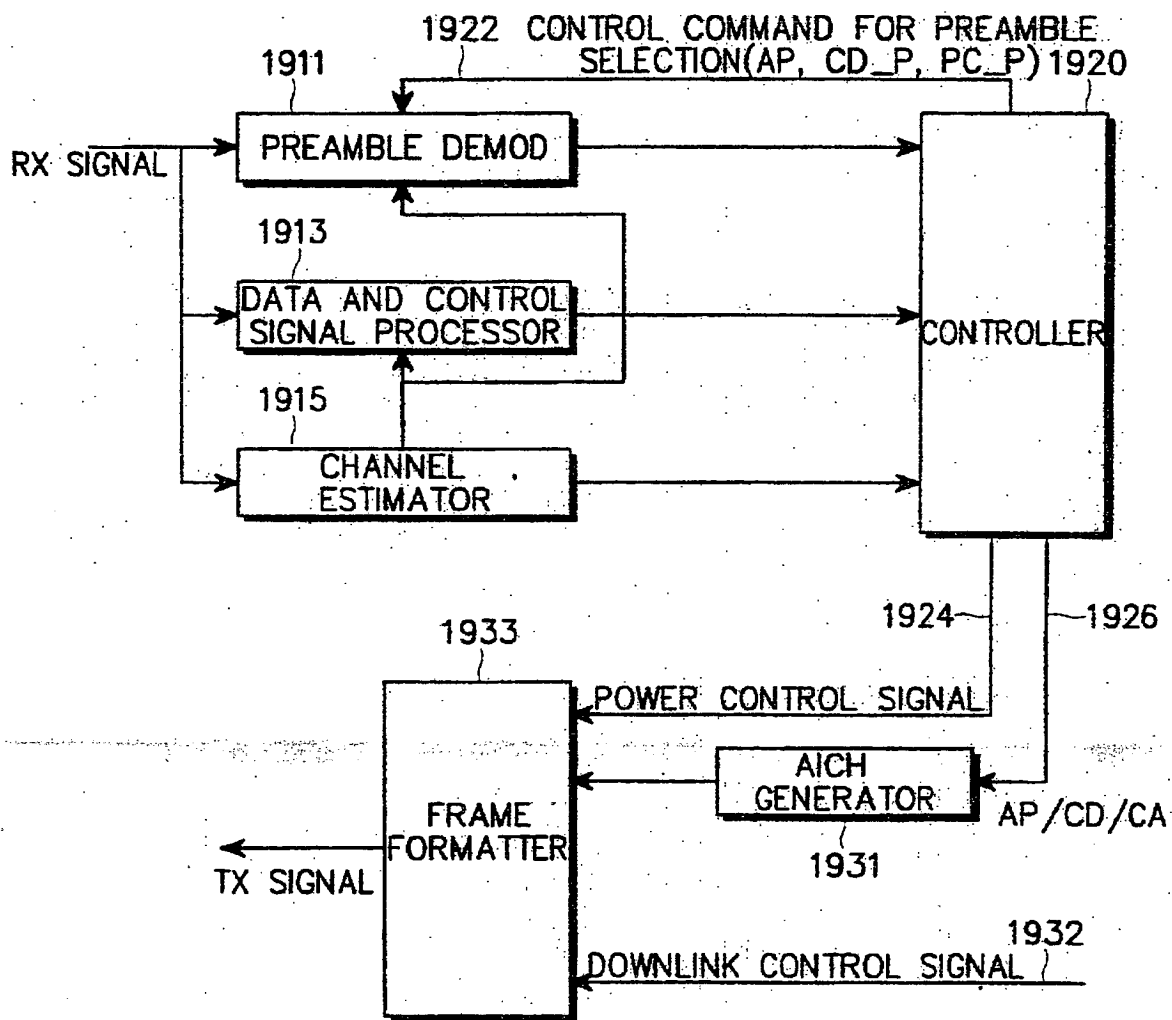 1922 CONTROL COMMAND FOR PREAMBLE
SELECTION(AP, CD_P, PC_P) 1920
1911
PREAMBLE DEMOD
RX SIGNAL
1913
DATA AND CONTROL
SIGNAL PROCESSOR
CONTROLLER
1915
CHANNEL
ESTIMATOR
1924
1926
1933
POWER CONTROL SIGNAL
AICH
GENERATOR
AP/CD/CA
FRAME
FORMATTER
1931
TX SIGNAL
1932
DOWNLINK CONTROL SIGNAL